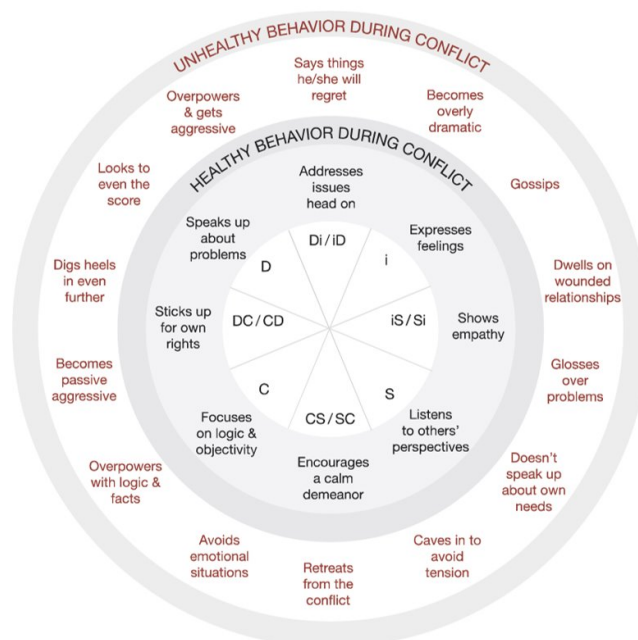 UNHEALTHY BEHAVIOR DURING CONFLICT
Says things
he/she will
regret
Becomes
overly
dramatic
Gossips
Dwells on
wounded
relationships
Glosses
over
problems
Doesn't
speak up
about own
needs
Caves in to
avoid
tension
Retreats
from the
conflict
Avoids
emotional
situations
Overpowers
with logic &
facts
Becomes
passive
aggressive
Digs heels
in even
further
Looks to
even the
score
Overpowers
& gets
aggressive
HEALTHY BEHAVIOR DURING CONFLICT
Addresses
issues
head on
Expresses
feelings
Shows
empathy
Listens
to others'
perspectives
Encourages
a calm
demeanor
Focuses
on logic &
objectivity
Sticks up
for own
rights
Speaks up
about
problems
Di / iD
i
iS / Si
S
CS / SC
C
DC / CD
D